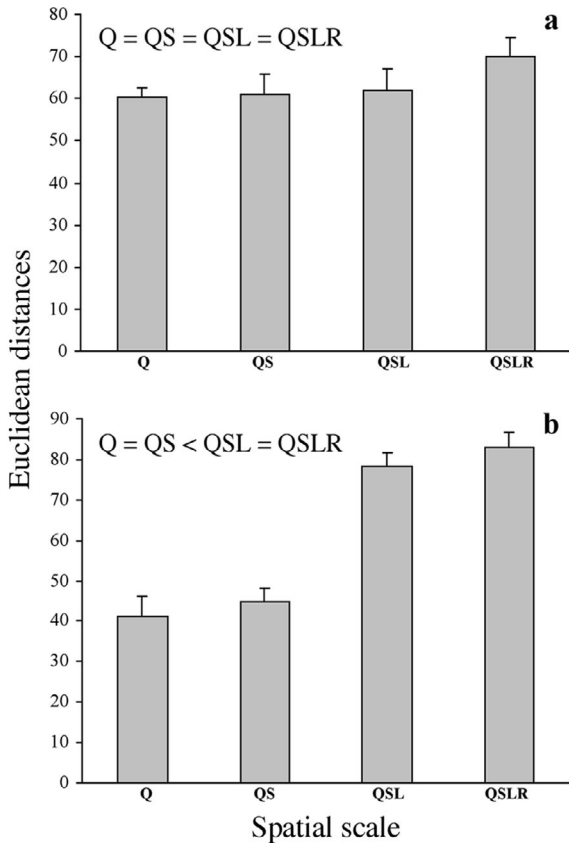 a
Q = QS = QSL = QSLR
80
70
60
50
40
30
20
10
0
Q QS QSL QSLR
Euclidean distances
b
Q = QS < QSL = QSLR
90
80
70
60
50
40
30
20
10
0
Q QS QSL QSLR
Spatial scale